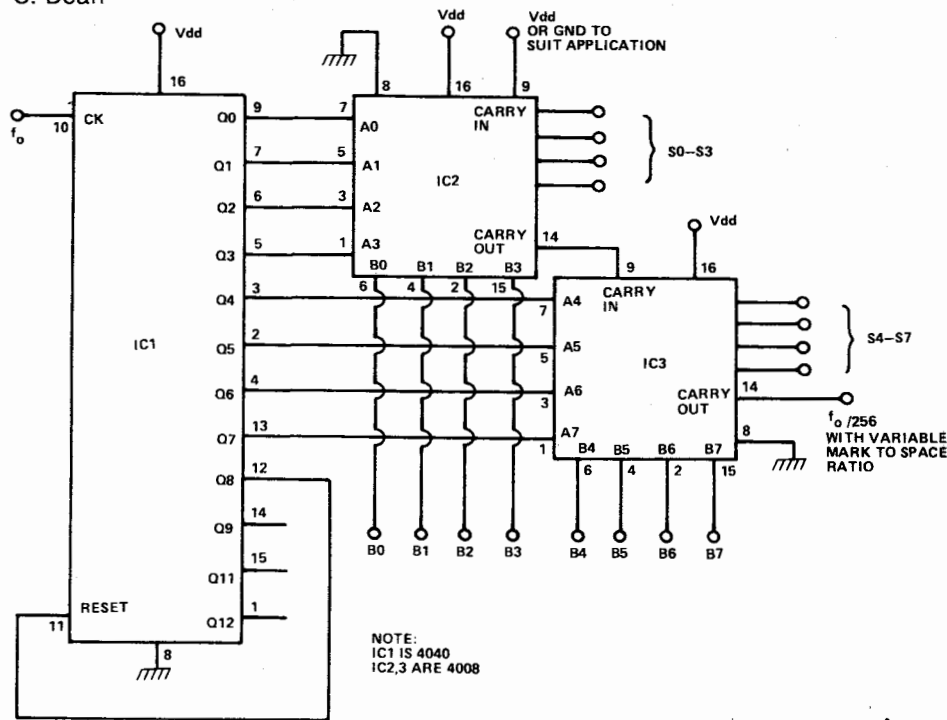 C. Dean
Vdd
Vdd
Vdd
OR GND TO
SUIT APPLICATION
16
8
16
9
fo
10
CK
Q0
9
7
A0
CARRY
IN
Q1
7
5
A1
IC2
S0–S3
Q2
6
3
A2
Q3
5
1
A3
CARRY
OUT
14
Vdd
B0
B1
B2
B3
6
4
2
15
9
16
Q4
3
7
A4
CARRY
IN
IC1
Q5
2
5
A5
IC3
S4–S7
Q6
4
3
A6
CARRY
OUT
14
fo/256
WITH VARIABLE
MARK TO SPACE
RATIO
Q7
13
1
A7
8
B4
B5
B6
B7
6
4
2
15
Q8
12
Q9
14
B0
B1
B2
B3
B4
B5
B6
B7
Q11
15
RESET
11
Q12
1
8
NOTE:
IC1 IS 4040
IC2,3 ARE 4008